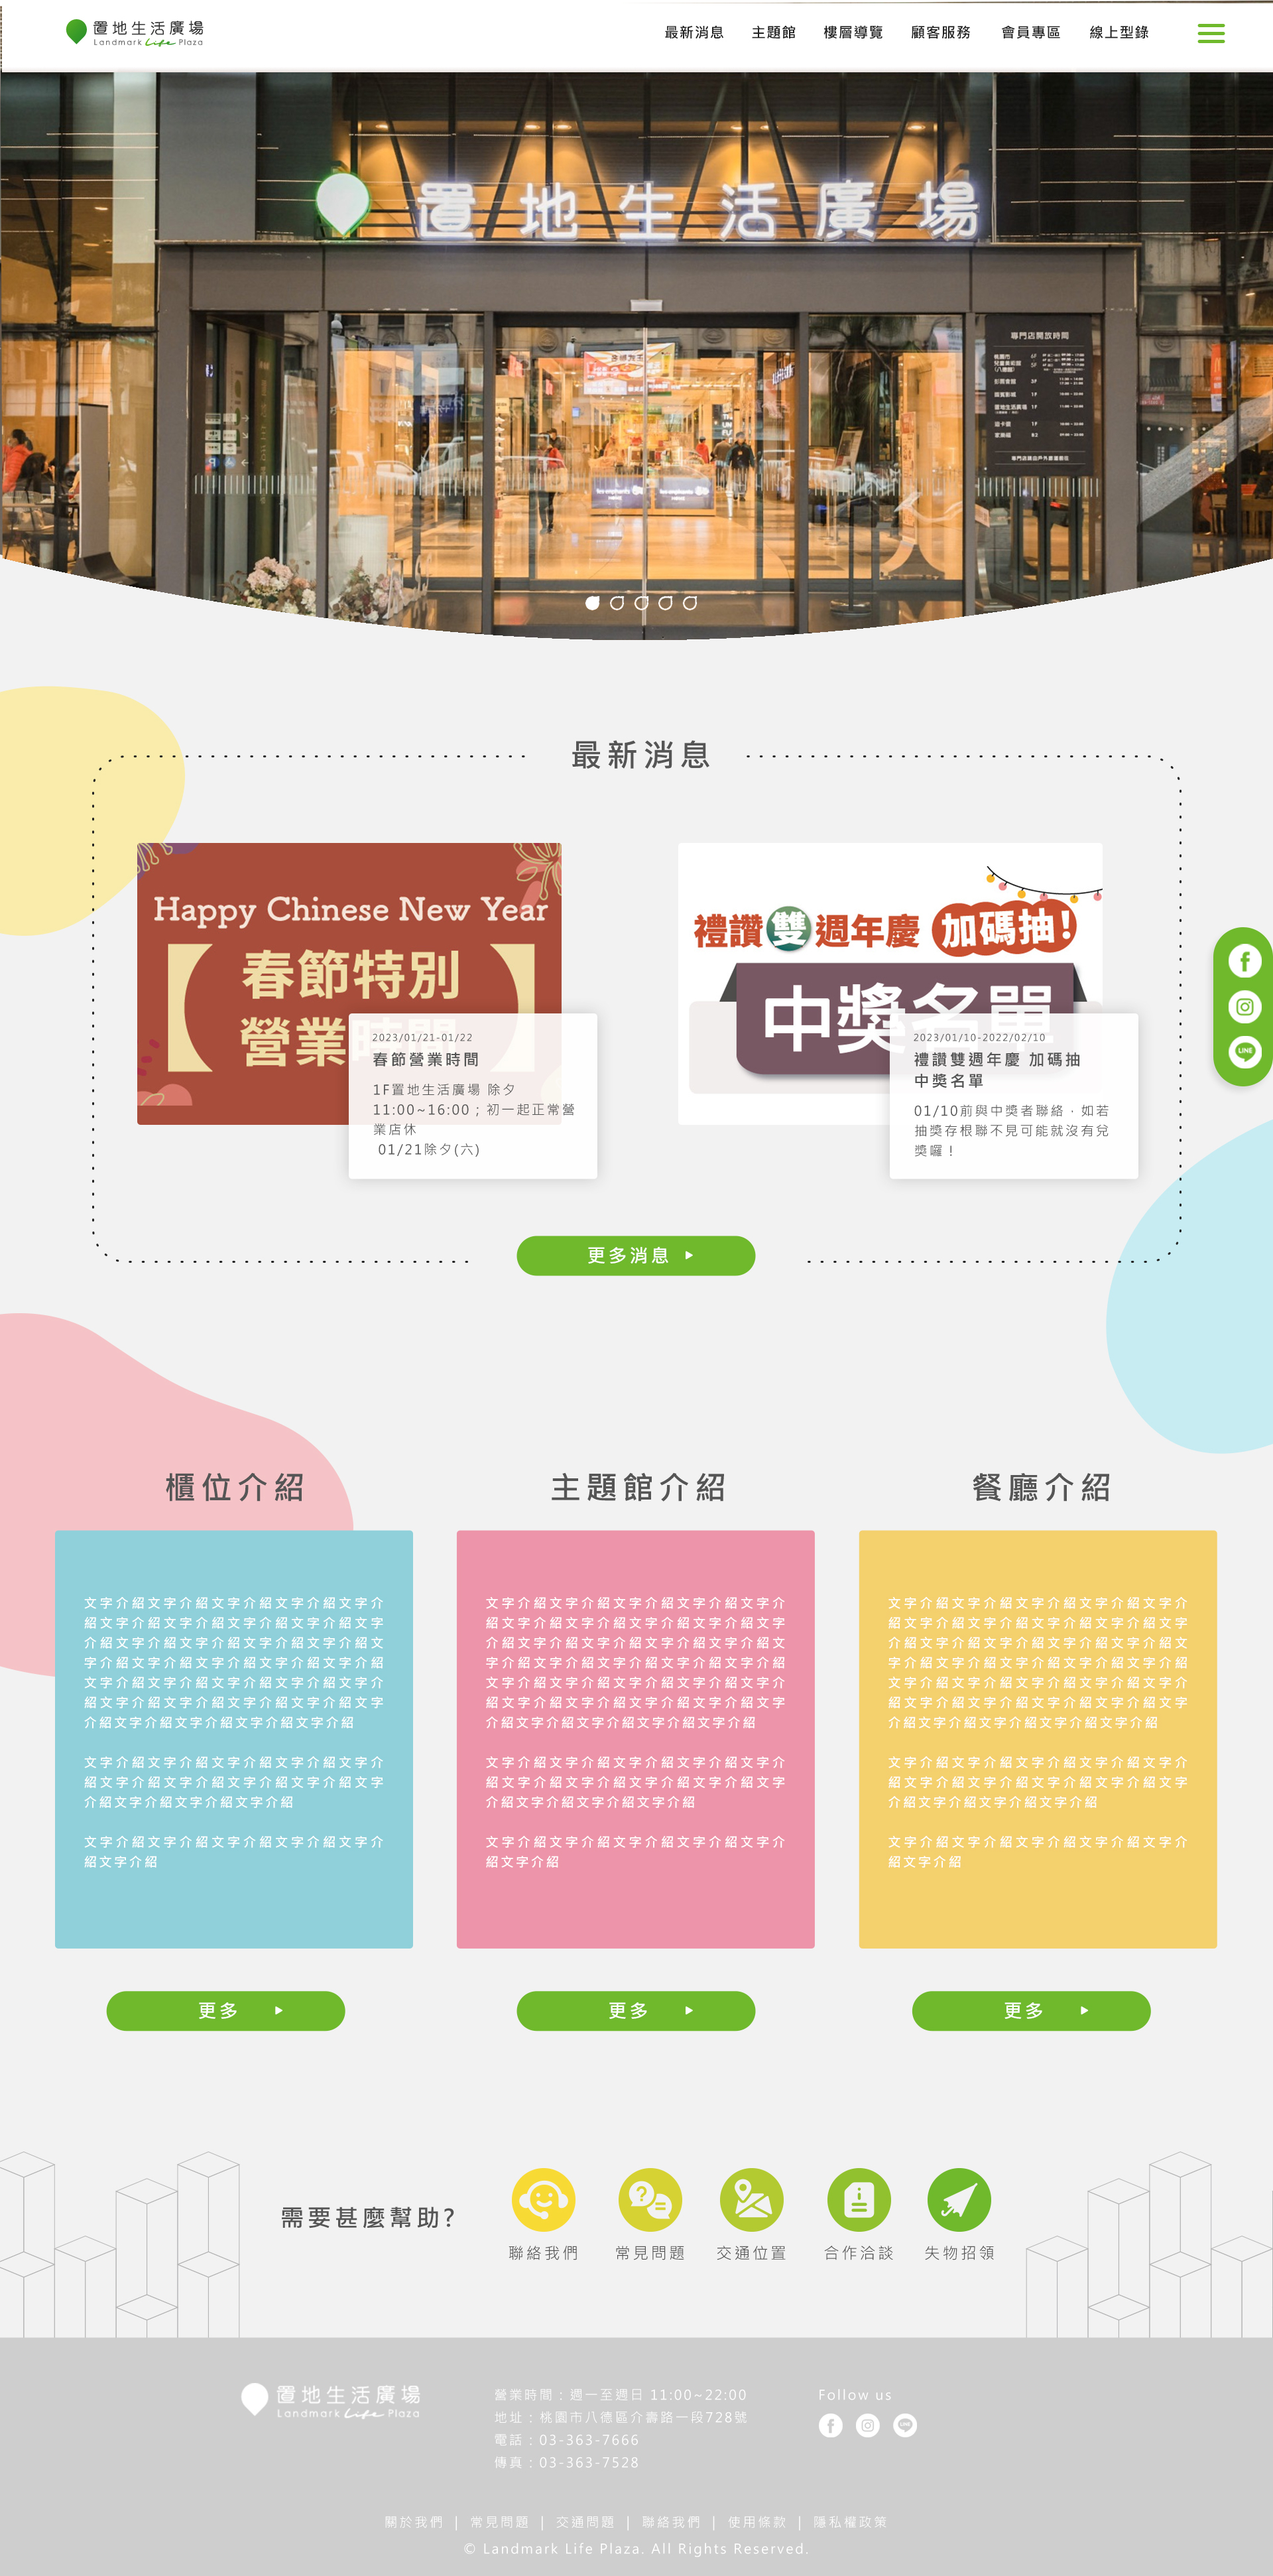 置地生活廣場
Landmark Life Plaza
最新消息 主題館 樓層導覽 顧客服務 會員專區 線上型錄
置地生活廣場
專門店開放時間
最新消息
Happy Chinese New Year
春節特別
營業時間
2023/01/21-01/22
春節營業時間
1F置地生活廣場 除夕
11:00~16:00；初一起正常營
業店休
01/21除夕(六)
禮讚雙週年慶 加碼抽!
中獎名單
2023/01/10-2022/02/10
禮讚雙週年慶 加碼抽
中獎名單
01/10前與中獎者聯絡，如若
抽獎存根聯不見可能就沒有兌
獎囉！
LINE
更多消息
櫃位介紹
文字介紹文字介紹文字介紹文字介紹文字介
紹文字介紹文字介紹文字介紹文字介紹文字
介紹文字介紹文字介紹文字介紹文字介紹文
字介紹文字介紹文字介紹文字介紹文字介紹
文字介紹文字介紹文字介紹文字介紹文字介
紹文字介紹文字介紹文字介紹文字介紹文字
介紹文字介紹文字介紹文字介紹文字介紹
文字介紹文字介紹文字介紹文字介紹文字介
紹文字介紹文字介紹文字介紹文字介紹文字
介紹文字介紹文字介紹文字介紹
文字介紹文字介紹文字介紹文字介紹文字介
紹文字介紹
更多
主題館介紹
文字介紹文字介紹文字介紹文字介紹文字介
紹文字介紹文字介紹文字介紹文字介紹文字
介紹文字介紹文字介紹文字介紹文字介紹文
字介紹文字介紹文字介紹文字介紹文字介紹
文字介紹文字介紹文字介紹文字介紹文字介
紹文字介紹文字介紹文字介紹文字介紹文字
介紹文字介紹文字介紹文字介紹文字介紹
文字介紹文字介紹文字介紹文字介紹文字介
紹文字介紹文字介紹文字介紹文字介紹文字
介紹文字介紹文字介紹文字介紹
文字介紹文字介紹文字介紹文字介紹文字介
紹文字介紹
更多
餐廳介紹
文字介紹文字介紹文字介紹文字介紹文字介
紹文字介紹文字介紹文字介紹文字介紹文字
介紹文字介紹文字介紹文字介紹文字介紹文
字介紹文字介紹文字介紹文字介紹文字介紹
文字介紹文字介紹文字介紹文字介紹文字介
紹文字介紹文字介紹文字介紹文字介紹文字
介紹文字介紹文字介紹文字介紹文字介紹
文字介紹文字介紹文字介紹文字介紹文字介
紹文字介紹文字介紹文字介紹文字介紹文字
介紹文字介紹文字介紹文字介紹
文字介紹文字介紹文字介紹文字介紹文字介
紹文字介紹
更多
需要甚麼幫助?
聯絡我們 常見問題 交通位置 合作洽談 失物招領
置地生活廣場
Landmark Life Plaza
營業時間：週一至週日 11:00~22:00
地址：桃園市八德區介壽路一段728號
電話：03-363-7666
傳真：03-363-7528
Follow us
LINE
關於我們 | 常見問題 | 交通問題 | 聯絡我們 | 使用條款 | 隱私權政策
© Landmark Life Plaza. All Rights Reserved.